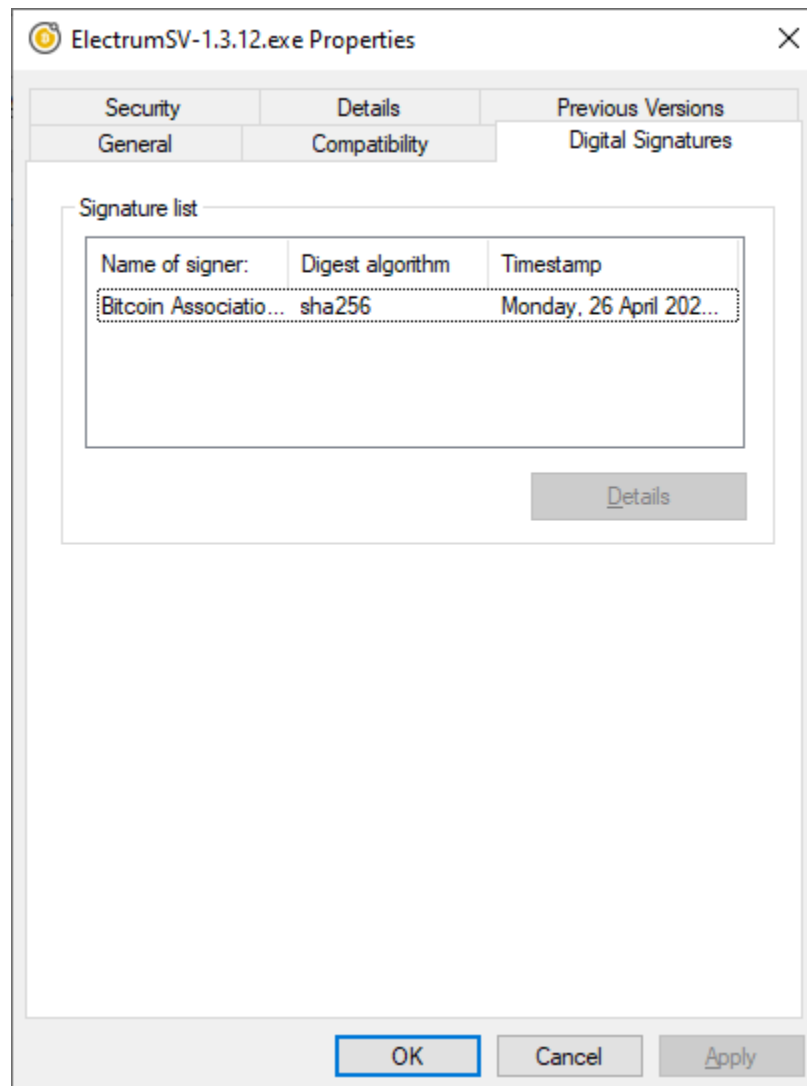 ElectrumSV-1.3.12.exe Properties
Security Details Previous Versions
General Compatibility Digital Signatures
Signature list
Name of signer: Digest algorithm Timestamp
Bitcoin Associatio... sha256 Monday, 26 April 202...
Details
OK Cancel Apply